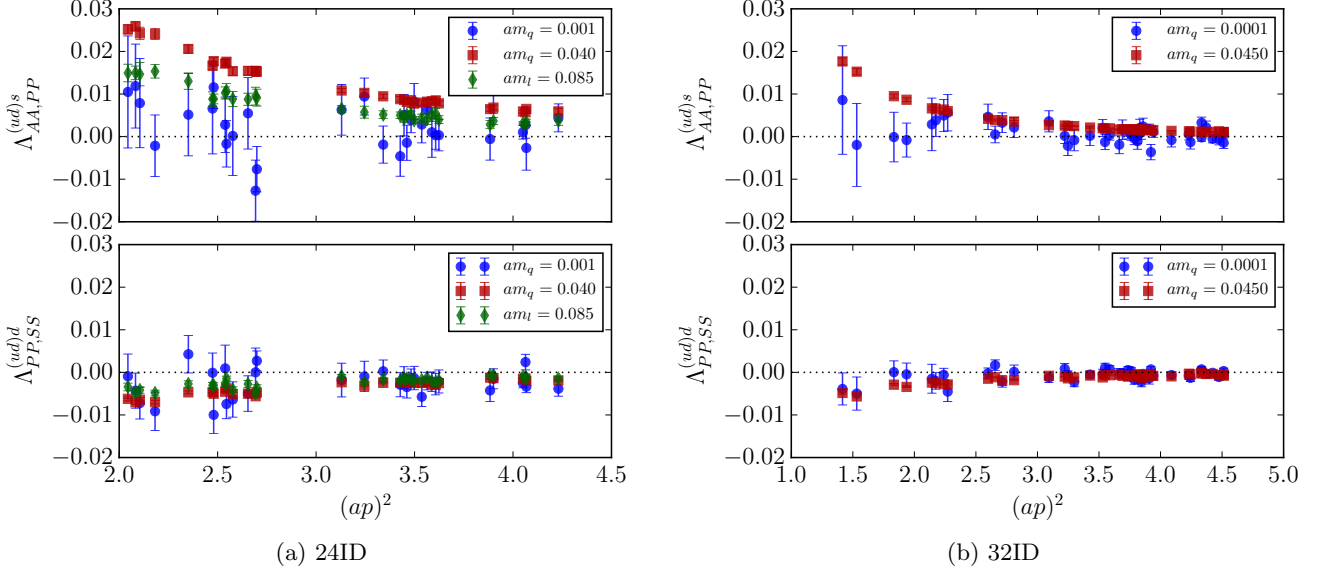 0.03
0.02
0.01
0.00
−0.01
−0.02
Λ^{(ud)s}_{AA,PP}
am_q = 0.001
am_q = 0.040
am_l = 0.085
0.03
0.02
0.01
0.00
−0.01
−0.02
Λ^{(ud)d}_{PP,SS}
am_q = 0.001
am_q = 0.040
am_l = 0.085
2.0 2.5 3.0 3.5 4.0 4.5
(ap)^2
(a) 24ID
0.03
0.02
0.01
0.00
−0.01
−0.02
Λ^{(ud)s}_{AA,PP}
am_q = 0.0001
am_q = 0.0450
0.03
0.02
0.01
0.00
−0.01
−0.02
Λ^{(ud)d}_{PP,SS}
am_q = 0.0001
am_q = 0.0450
1.0 1.5 2.0 2.5 3.0 3.5 4.0 4.5 5.0
(ap)^2
(b) 32ID